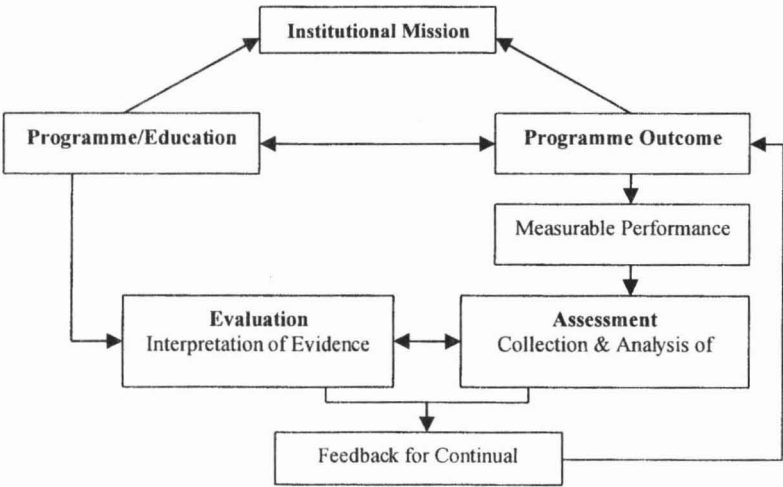 Institutional Mission
Programme/Education
Programme Outcome
Measurable Performance
Evaluation
Interpretation of Evidence
Assessment
Collection & Analysis of
Feedback for Continual